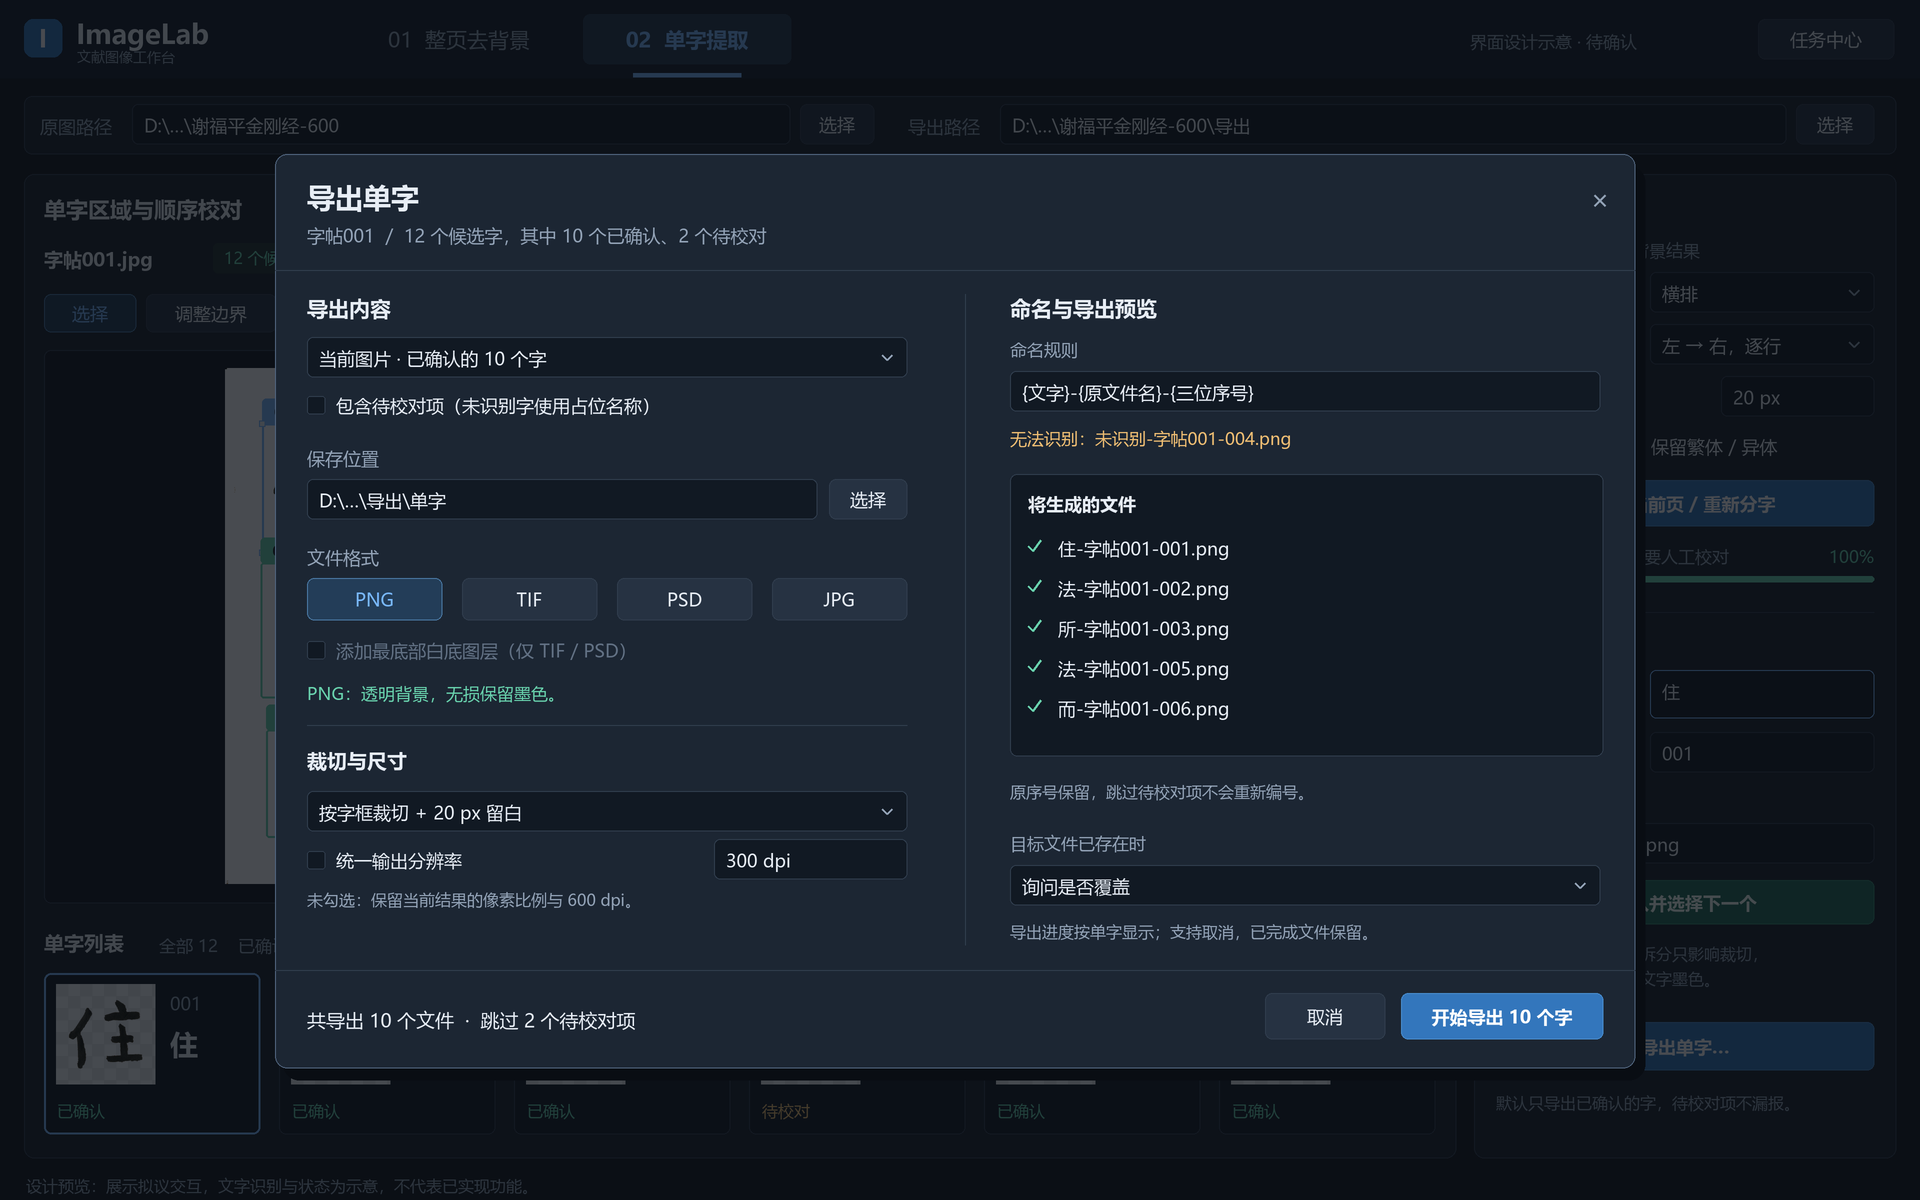 I ImageLab
文献图像工作台
01 整页去背景
02 单字提取
界面设计示意 · 待确认
任务中心
原图路径
D:\...\谢福平金刚经-600
选择
导出路径
D:\...\谢福平金刚经-600\导出
选择
单字区域与顺序校对
字帖001.jpg
12 个候
选择
调整边界
导出单字
×
字帖001 / 12 个候选字，其中 10 个已确认、2 个待校对
导出内容
当前图片 · 已确认的 10 个字
包含待校对项（未识别字使用占位名称）
保存位置
D:\...\导出\单字
选择
文件格式
PNG
TIF
PSD
JPG
添加最底部白底图层（仅 TIF / PSD）
PNG：透明背景，无损保留墨色。
裁切与尺寸
按字框裁切 + 20 px 留白
统一输出分辨率
300 dpi
未勾选：保留当前结果的像素比例与 600 dpi。
命名与导出预览
命名规则
{文字}-{原文件名}-{三位序号}
无法识别：未识别-字帖001-004.png
将生成的文件
住-字帖001-001.png
法-字帖001-002.png
所-字帖001-003.png
法-字帖001-005.png
而-字帖001-006.png
原序号保留，跳过待校对项不会重新编号。
目标文件已存在时
询问是否覆盖
导出进度按单字显示；支持取消，已完成文件保留。
共导出 10 个文件 · 跳过 2 个待校对项
取消
开始导出 10 个字
背景结果
横排
左 → 右，逐行
20 px
保留繁体 / 异体
前页 / 重新分字
要人工校对
100%
住
001
png
并选择下一个
拆分只影响裁切，
文字墨色。
导出单字...
默认只导出已确认的字，待校对项不漏报。
单字列表
全部 12
已确
住
001
住
已确认
已确认
已确认
待校对
已确认
已确认
设计预览：展示拟议交互，文字识别与状态为示意，不代表已实现功能。